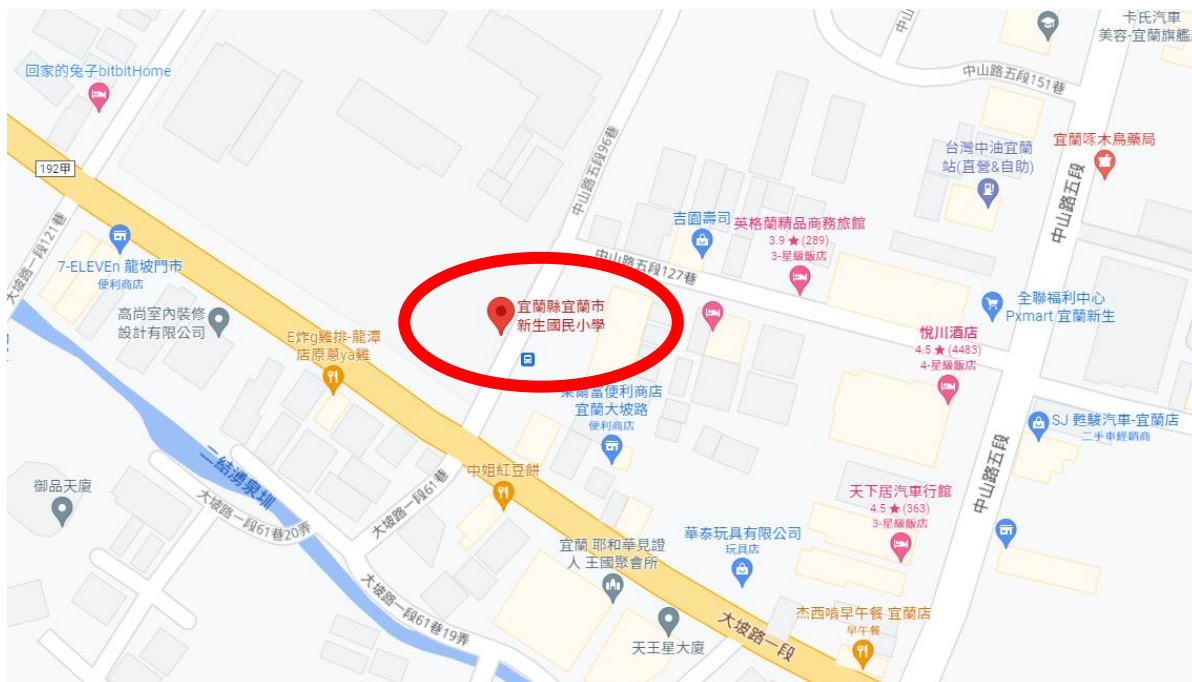 卡氏汽車
美容-宜蘭旗艦
中山路五段151巷
中山
回家的兔子bitbitHome
192甲
中山路五段96巷
台灣中油宜蘭
站(直營&自助)
宜蘭啄木鳥藥局
中山路五段
吉園壽司
英格蘭精品商務旅館
3.9 ★ (289)
3-星級飯店
大坡路一段121巷
7-ELEVEn 龍坡門市
便利商店
中山路五段127巷
高尚室內裝修
設計有限公司
宜蘭縣宜蘭市
新生國民小學
全聯福利中心
Pxmart 宜蘭新生
E炸g雞排-龍潭
店原蔥ya雞
悅川酒店
4.5 ★ (4483)
4-星級飯店
萊爾富便利商店
宜蘭大坡路
便利商店
SJ 甦駿汽車-宜蘭店
二手車經銷商
二結湧泉圳
中姐紅豆餅
大坡路一段61巷
中山路五段
御品天廈
大坡路一段61巷20弄
天下居汽車行館
4.5 ★ (363)
3-星級飯店
宜蘭 耶和華見證
人 王國聚會所
華泰玩具有限公司
玩具店
大坡路一段61巷19弄
天王星大廈
大坡路一段
杰西啃早午餐 宜蘭店
早午餐